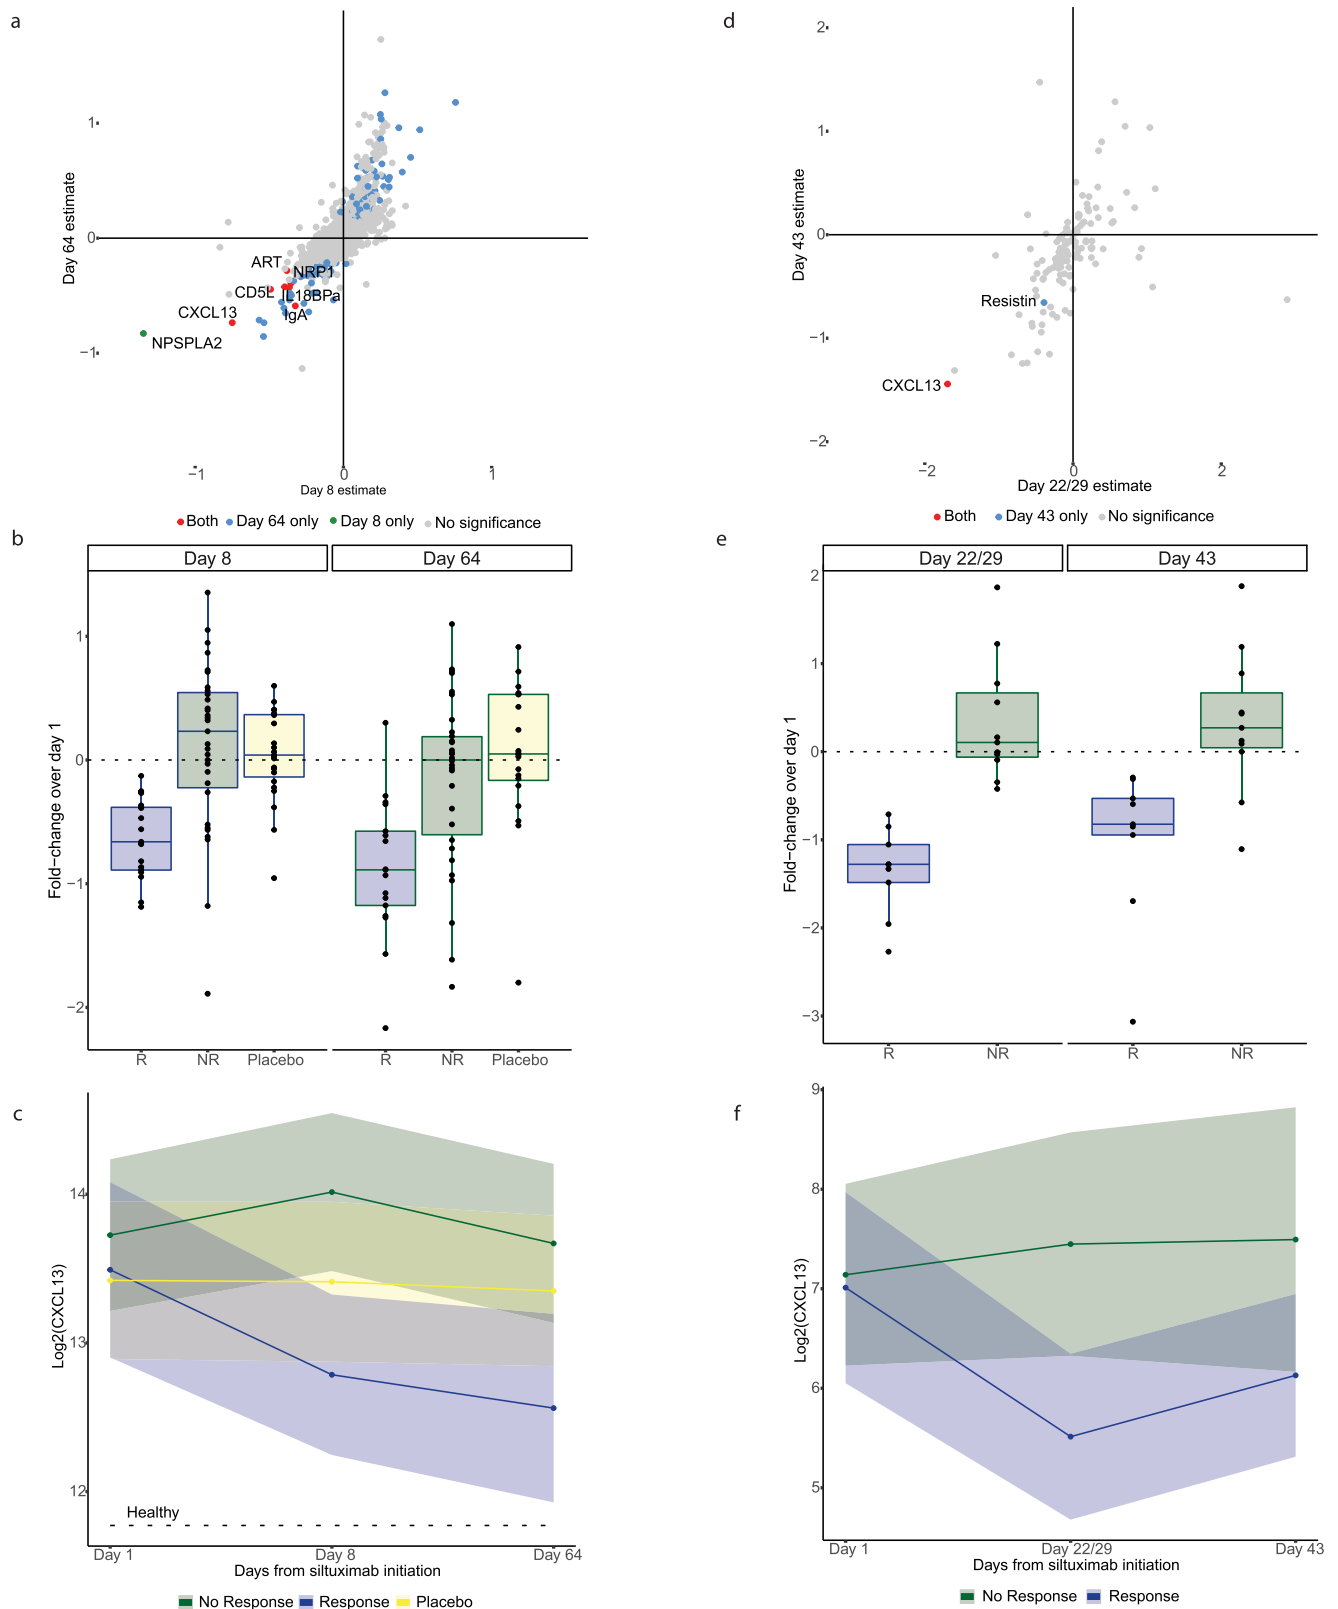 a
Day 64 estimate
1
0
−1
ART
NRP1
CD5L
IL18BPa
CXCL13
IgA
NPSPLA2
−1
0
1
Day 8 estimate
Both
Day 64 only
Day 8 only
No significance
d
Day 43 estimate
2
1
0
−1
−2
Resistin
CXCL13
−2
0
2
Day 22/29 estimate
Both
Day 43 only
No significance
b
Day 8
Day 64
Fold−change over day 1
1
0
−1
−2
R
NR
Placebo
R
NR
Placebo
e
Day 22/29
Day 43
Fold−change over day 1
2
1
0
−1
−2
−3
R
NR
R
NR
c
Log2(CXCL13)
14
13
12
Healthy
Day 1
Day 8
Day 64
Days from siltuximab initiation
No Response
Response
Placebo
f
Log2(CXCL13)
9
8
7
6
5
Day 1
Day 22/29
Day 43
Days from siltuximab initiation
No Response
Response